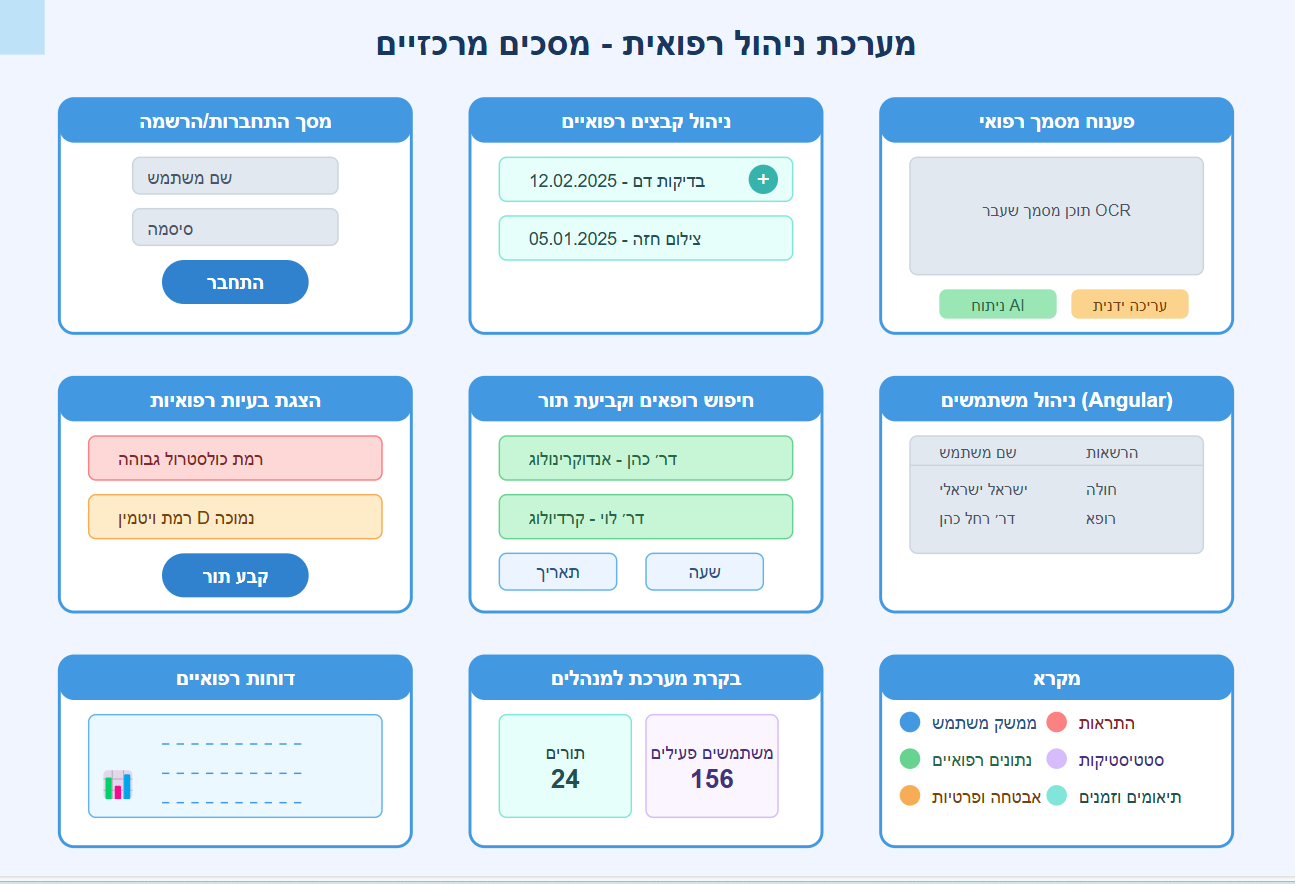 מערכת ניהול רפואית - מסכים מרכזיים
פענוח מסמך רפואי
תוכן מסמך שעבר OCR
עריכה ידנית
ניתוח AI
ניהול קבצים רפואיים
בדיקות דם - 12.02.2025
+
צילום חזה - 05.01.2025
מסך התחברות/הרשמה
שם משתמש
סיסמה
התחבר
ניהול משתמשים (Angular)
הרשאות
שם משתמש
חולה
ישראל ישראלי
רופא
דר׳ רחל כהן
חיפוש רופאים וקביעת תור
דר׳ כהן - אנדוקרינולוג
דר׳ לוי - קרדיולוג
שעה
תאריך
הצגת בעיות רפואיות
רמת כולסטרול גבוהה
רמת ויטמין D נמוכה
קבע תור
מקרא
התראות
ממשק משתמש
סטטיסטיקות
נתונים רפואיים
תיאומים וזמנים
אבטחה ופרטיות
בקרת מערכת למנהלים
משתמשים פעילים
156
תורים
24
דוחות רפואיים